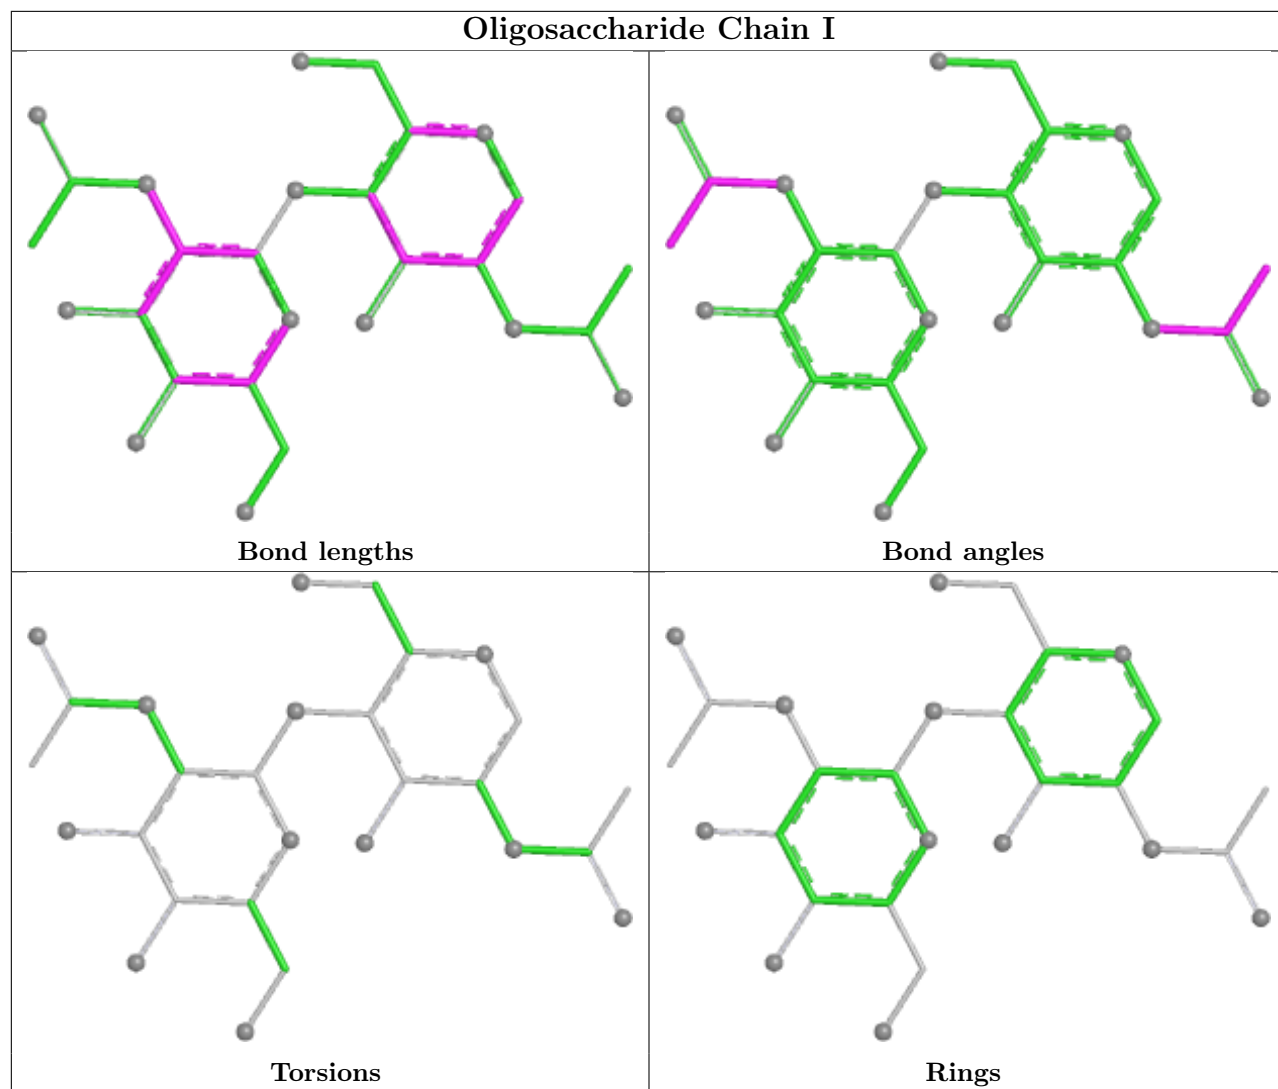 Oligosaccharide Chain I
Bond lengths
Bond angles
Torsions
Rings